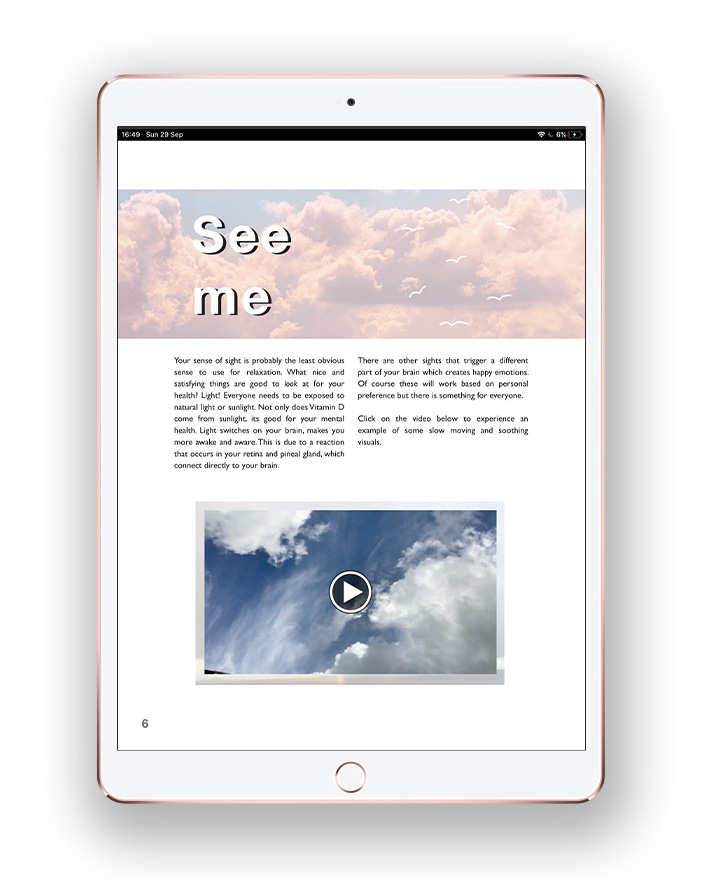 16:49 Sun 29 Sep 6%
See
me
Your sense of sight is probably the least obvious
sense to use for relaxation. What nice and
satisfying things are good to look at for your
health? Light! Everyone needs to be exposed to
natural light or sunlight. Not only does Vitamin D
come from sunlight, its good for your mental
health. Light switches on your brain, makes you
more awake and aware. This is due to a reaction
that occurs in your retina and pineal gland, which
connect directly to your brain.
There are other sights that trigger a different
part of your brain which creates happy emotions.
Of course these will work based on personal
preference but there is something for everyone.
Click on the video below to experience an
example of some slow moving and soothing
visuals.
6